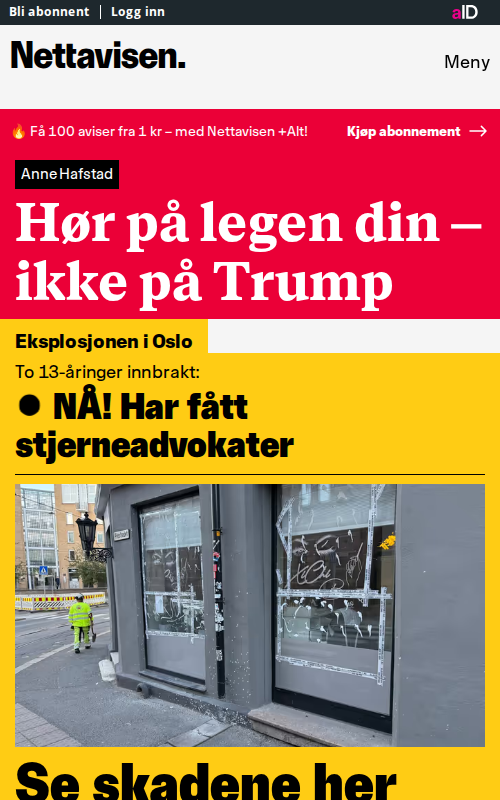 Bli abonnent | Logg inn
aID
Nettavisen.
Meny
🔥 Få 100 aviser fra 1 kr – med Nettavisen +Alt!
Kjøp abonnement →
Anne Hafstad
Hør på legen din –
ikke på Trump
Eksplosjonen i Oslo
To 13-åringer innbrakt:
● NÅ! Har fått
stjerneadvokater
Se skadene her